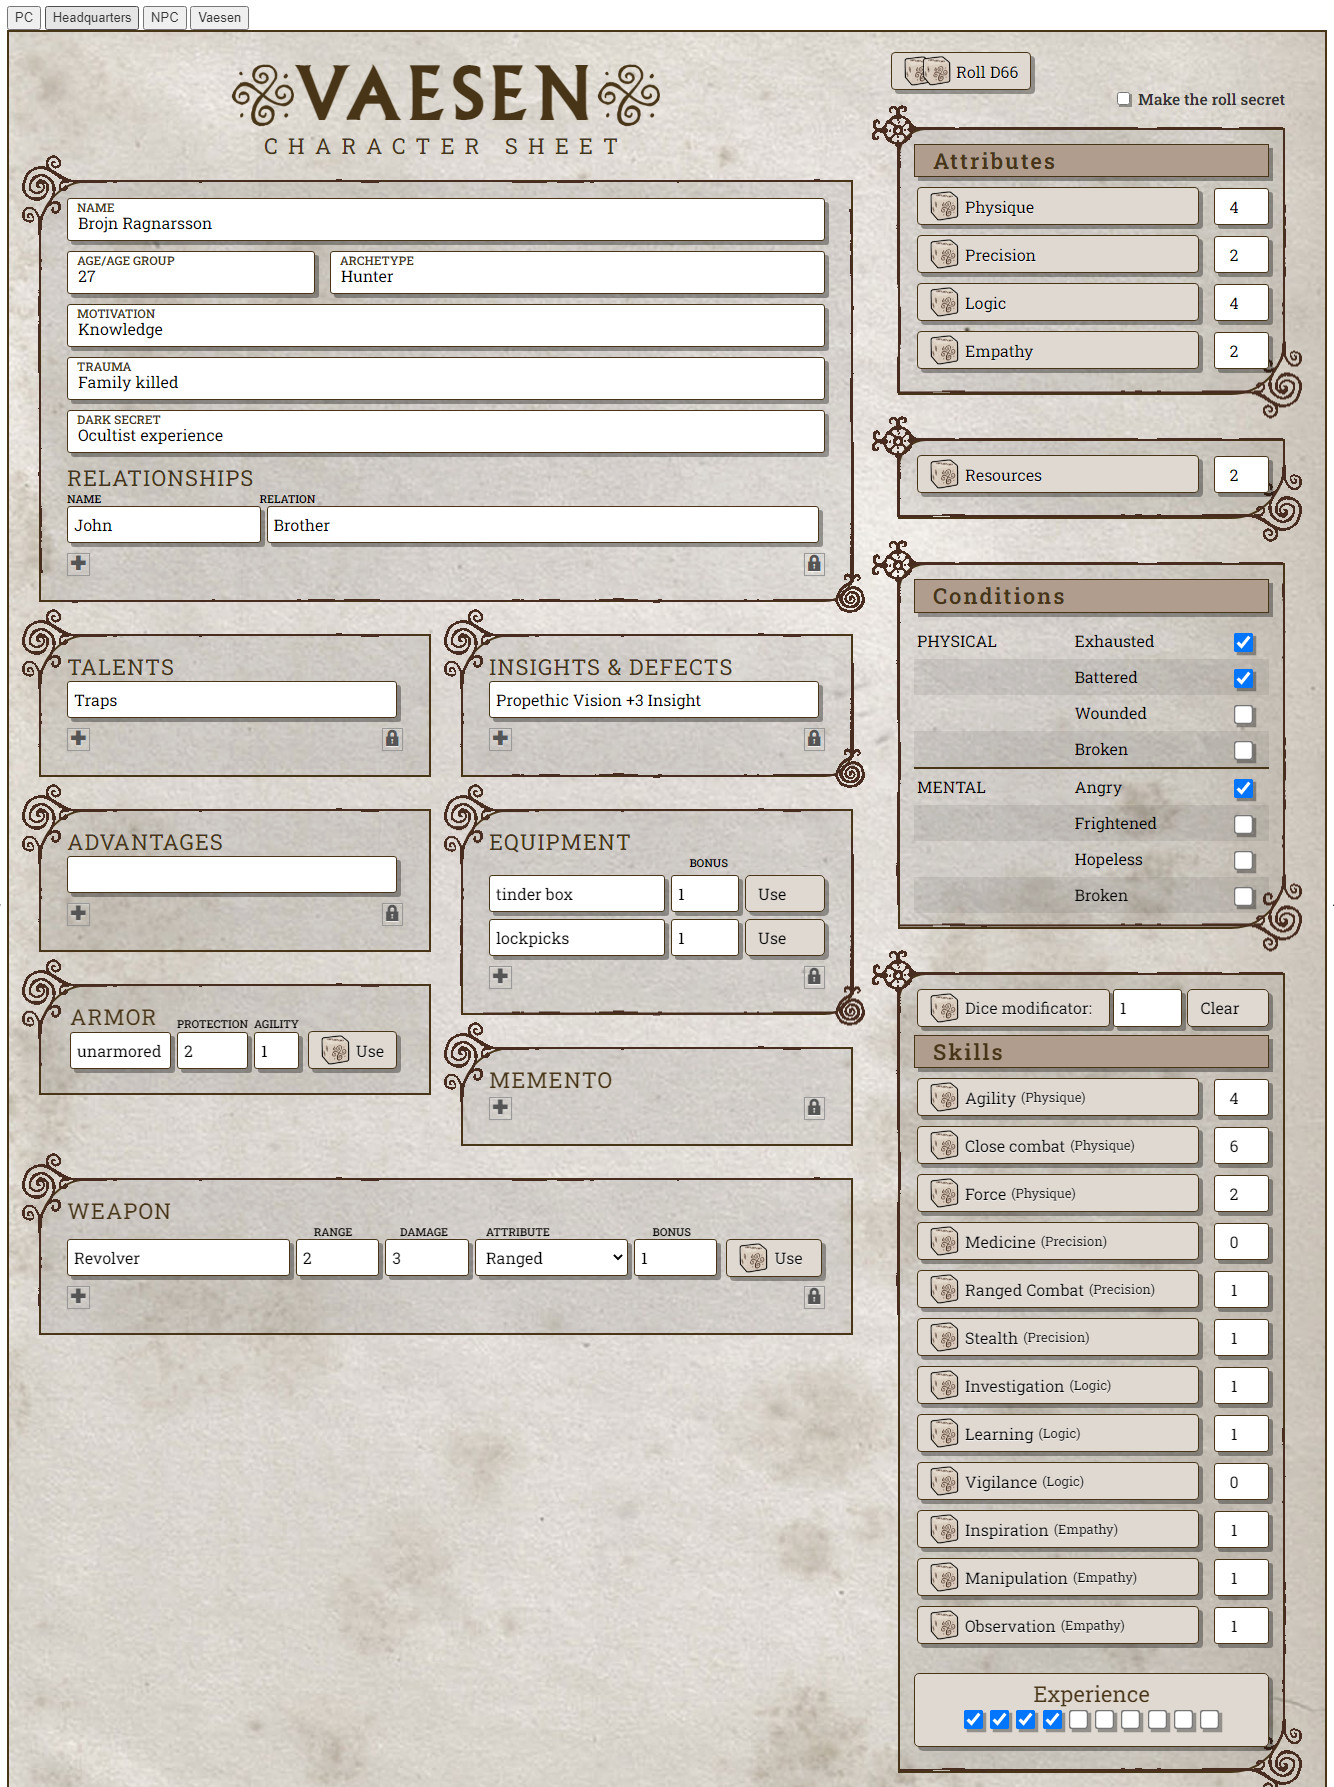 PC Headquarters NPC Vaesen
VAESEN
CHARACTER SHEET
NAME
Brojn Ragnarsson
AGE/AGE GROUP ARCHETYPE
27 Hunter
MOTIVATION
Knowledge
TRAUMA
Family killed
DARK SECRET
Ocultist experience
RELATIONSHIPS
NAME RELATION
John Brother
TALENTS
Traps
INSIGHTS & DEFECTS
Propethic Vision +3 Insight
ADVANTAGES
EQUIPMENT
BONUS
tinder box 1 Use
lockpicks 1 Use
ARMOR PROTECTION AGILITY
unarmored 2 1 Use
MEMENTO
WEAPON
RANGE DAMAGE ATTRIBUTE BONUS
Revolver 2 3 Ranged 1 Use
Roll D66
Make the roll secret
Attributes
Physique 4
Precision 2
Logic 4
Empathy 2
Resources 2
Conditions
PHYSICAL Exhausted
Battered
Wounded
Broken
MENTAL Angry
Frightened
Hopeless
Broken
Dice modificator: 1 Clear
Skills
Agility (Physique) 4
Close combat (Physique) 6
Force (Physique) 2
Medicine (Precision) 0
Ranged Combat (Precision) 1
Stealth (Precision) 1
Investigation (Logic) 1
Learning (Logic) 1
Vigilance (Logic) 0
Inspiration (Empathy) 1
Manipulation (Empathy) 1
Observation (Empathy) 1
Experience